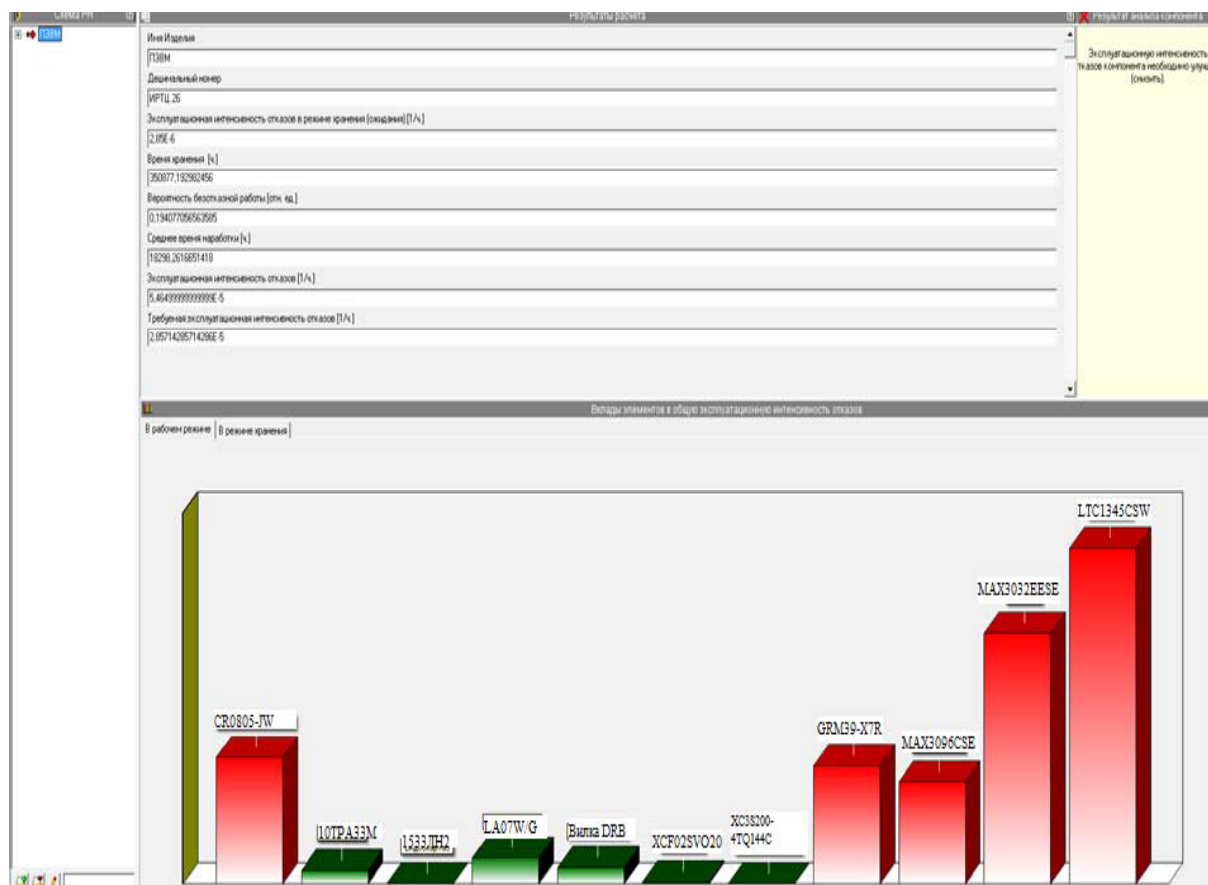 Схема РН
Результаты расчета
Результат анализа компонента
ПЭВМ
Имя Изделия
ПЭВМ
Децимальный номер
ИРТЦ.26
Эксплуатационная интенсивность отказов в режиме хранения (ожидания) [1/ч.]
2,85E-6
Время хранения [ч.]
350877,192982456
Вероятность безотказной работы [отн. ед.]
0,194077056563585
Среднее время наработки [ч.]
18298,2616651418
Эксплуатационная интенсивность отказов [1/ч.]
5,46499999999999E-5
Требуемая эксплуатационная интенсивность отказов [1/ч.]
2,85714285714286E-5
Эксплуатационную интенсивность
тказов компонента необходимо улучш
(снизить).
Вклады элементов в общую эксплуатационную интенсивность отказов
В рабочем режиме
В режиме хранения
LTC1345CSW
MAX3032EESE
CR0805-JW
GRM39-X7R
MAX3096CSE
10TPA33M
1533ЛН2
LA07W/G
Вилка DRB
XCF02SVO20
XC3S200-
4TQ144C